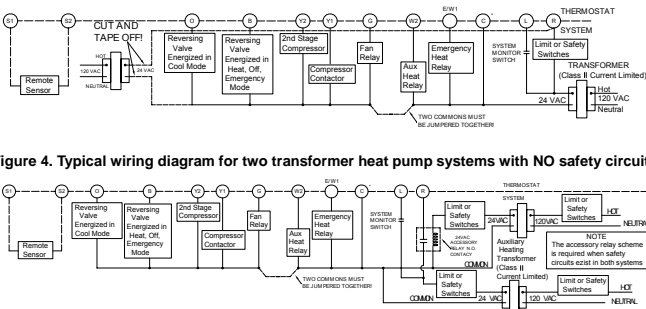 S1 S2 O B Y2 Y1 G W2 E/W1 C L R THERMOSTAT
SYSTEM
CUT AND
TAPE OFF!
HOT
120 VAC
24 VAC
NEUTRAL
Remote
Sensor
Reversing
Valve
Energized in
Cool Mode
Reversing
Valve
Energized in
Heat, Off,
Emergency
Mode
2nd Stage
Compressor
Compressor
Contactor
Fan
Relay
Aux
Heat
Relay
Emergency
Heat
Relay
SYSTEM
MONITOR
SWITCH
Limit or Safety
Switches
TRANSFORMER
(Class II Current Limited)
24 VAC
Hot
120 VAC
Neutral
TWO COMMONS MUST
BE JUMPERED TOGETHER!
igure 4. Typical wiring diagram for two transformer heat pump systems with NO safety circuit
S1 S2 O B Y2 Y1 G W2 E/W1 C L R THERMOSTAT
SYSTEM
Remote
Sensor
Reversing
Valve
Energized in
Cool Mode
Reversing
Valve
Energized in
Heat, Off,
Emergency
Mode
2nd Stage
Compressor
Compressor
Contactor
Fan
Relay
Aux
Heat
Relay
Emergency
Heat
Relay
SYSTEM
MONITOR
SWITCH
24VAC
ACCESSORY
RELAY N.O.
CONTACY
TWO COMMONS MUST
BE JUMPERED TOGETHER!
Limit or
Safety
Switches
24VAC
120VAC
Limit or
Safety
Switches
HOT
NEUTRA
COMMON
Auxiliary
Heating
Transformer
(Class II
Current Limited)
NOTE
The accessory relay scheme
is required when safety
circuits exist in both systems
Limit or
Safety
Switches
COMMON
24 VAC
120 VAC
Limit or Safety
Switches
HOT
NEUTRAL